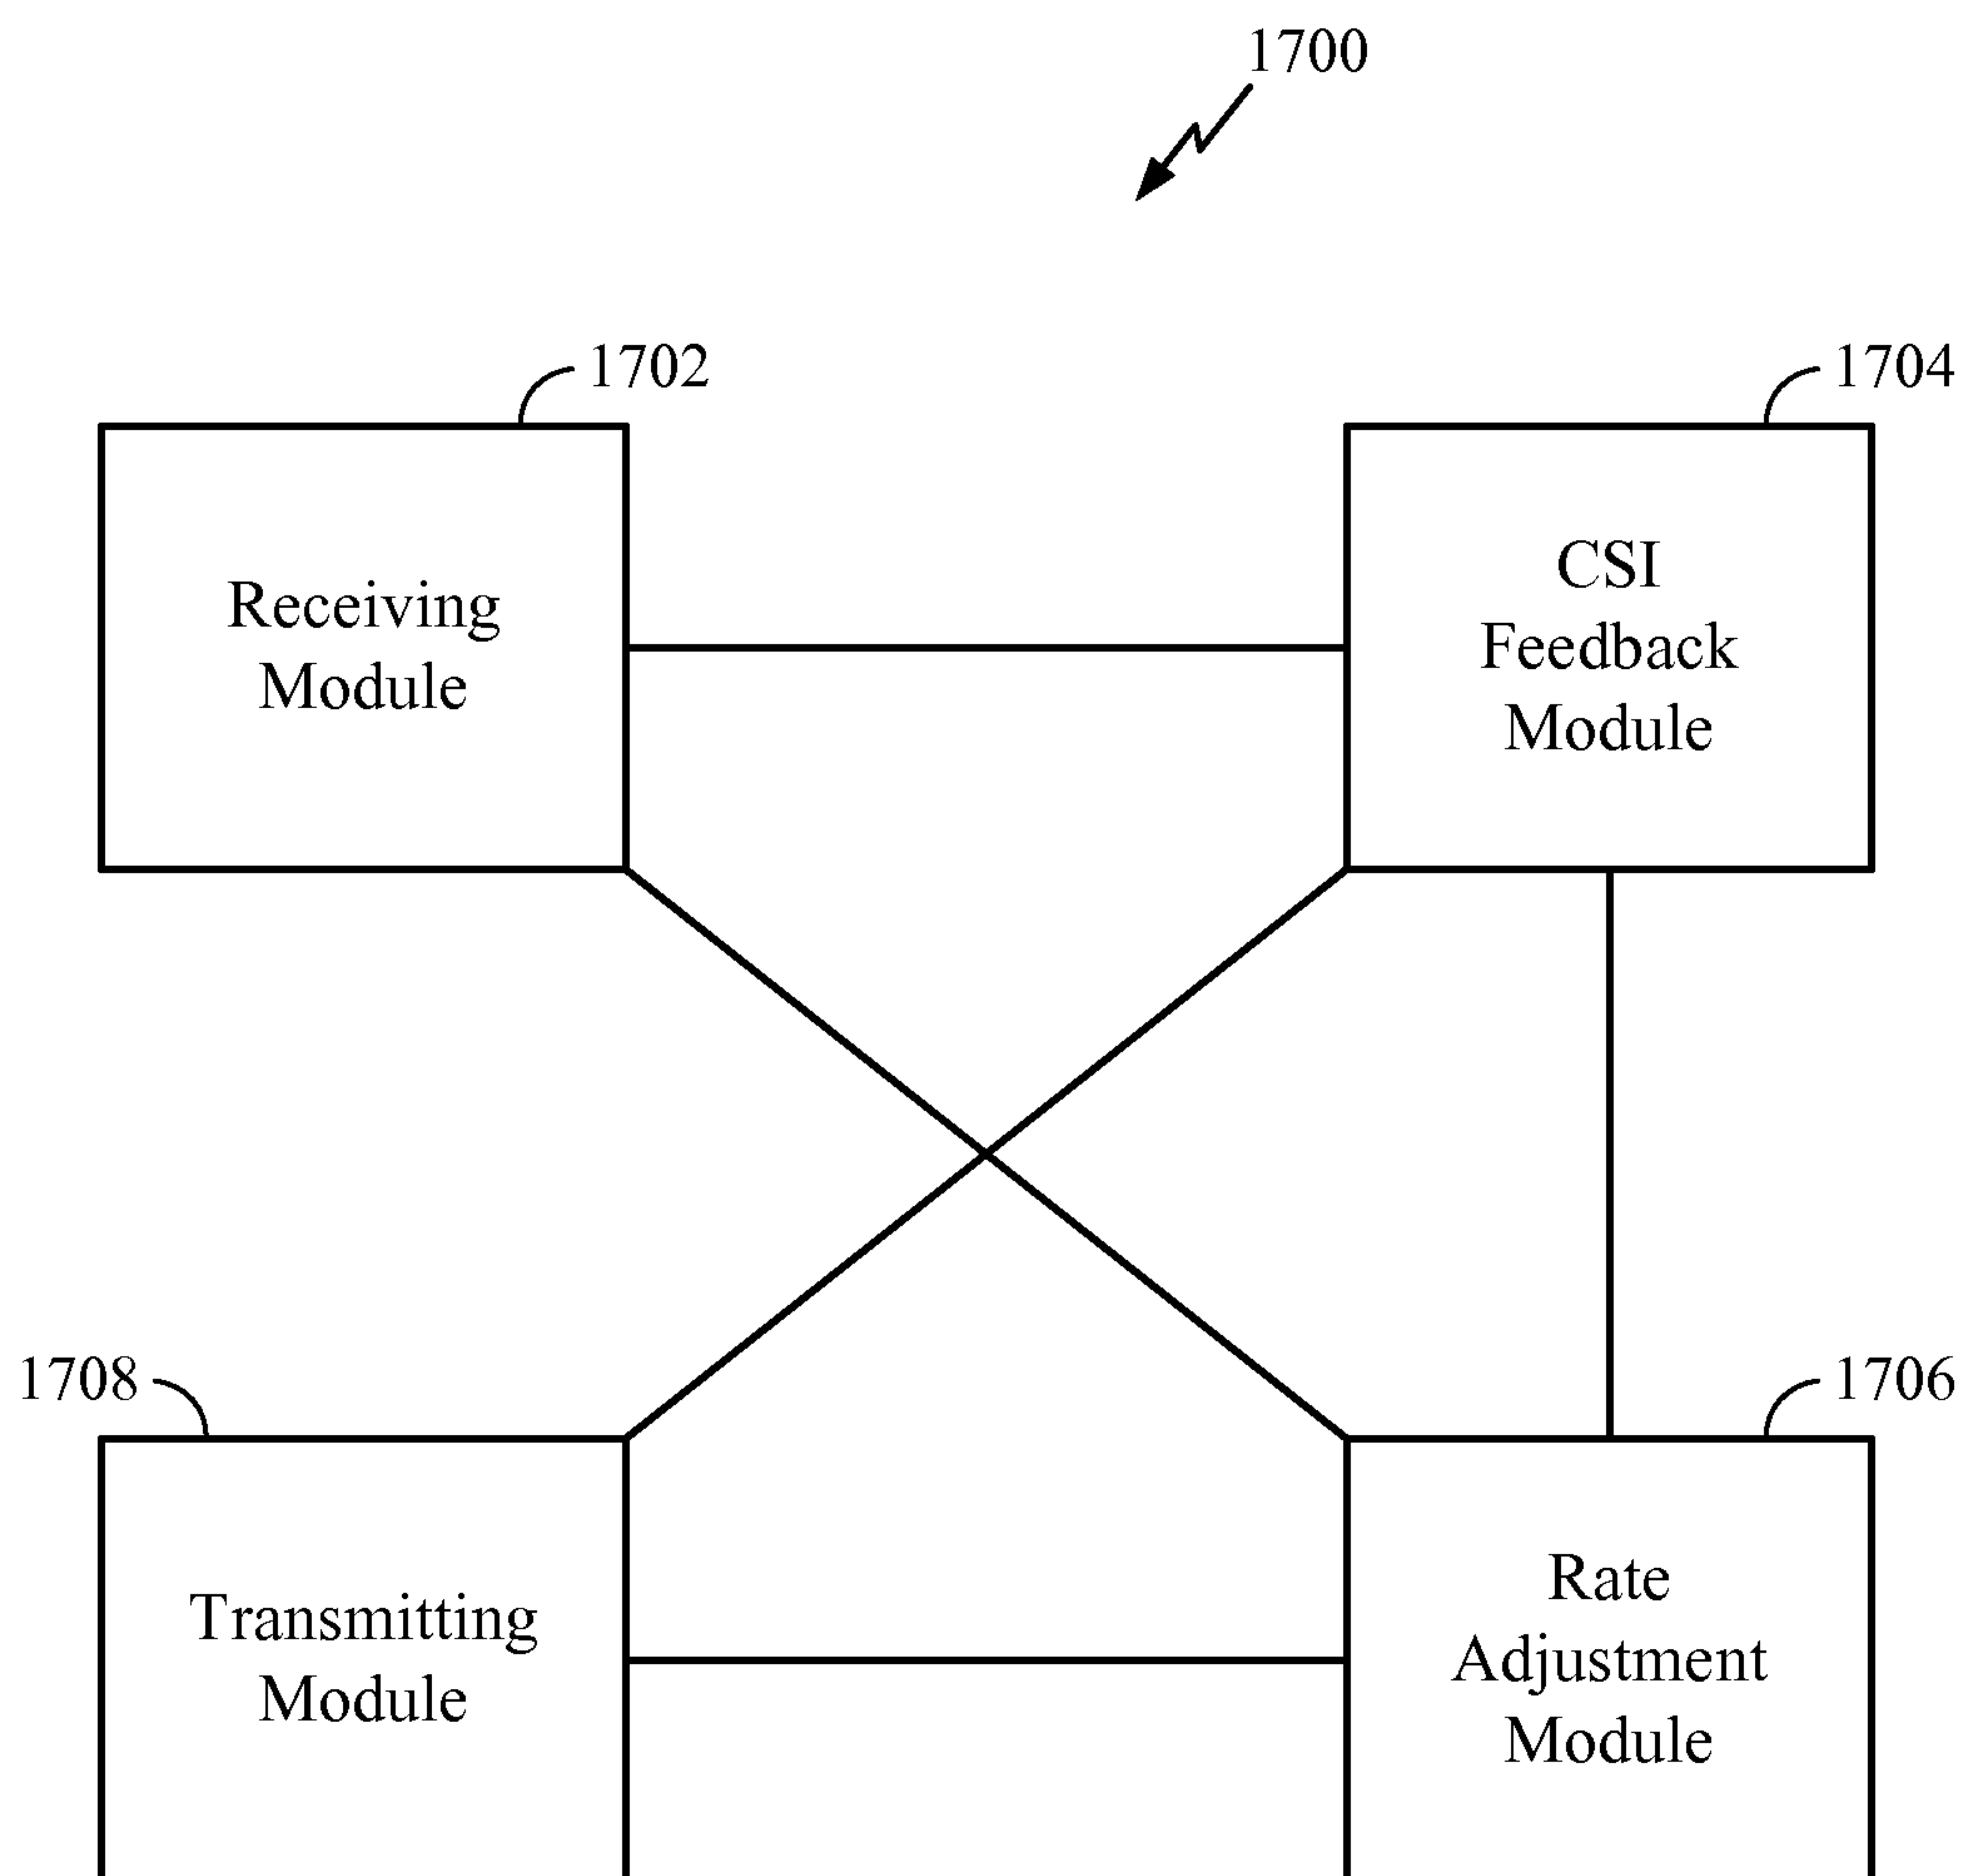 1700
1702
1704
Receiving
Module
CSI
Feedback
Module
1708
1706
Transmitting
Module
Rate
Adjustment
Module